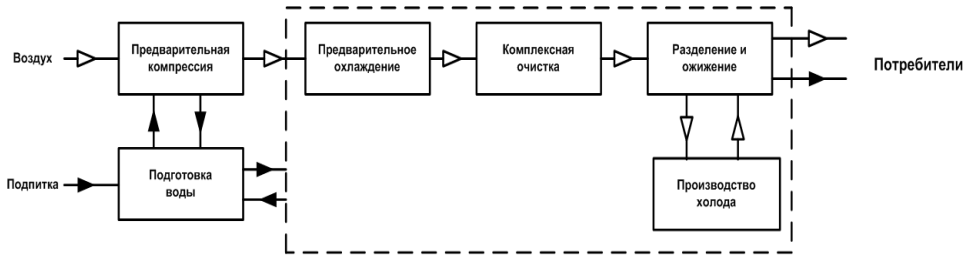 Воздух
Предварительная
компрессия
Предварительное
охлаждение
Комплексная
очистка
Разделение и
ожижение
Потребители
Подпитка
Подготовка
воды
Производство
холода